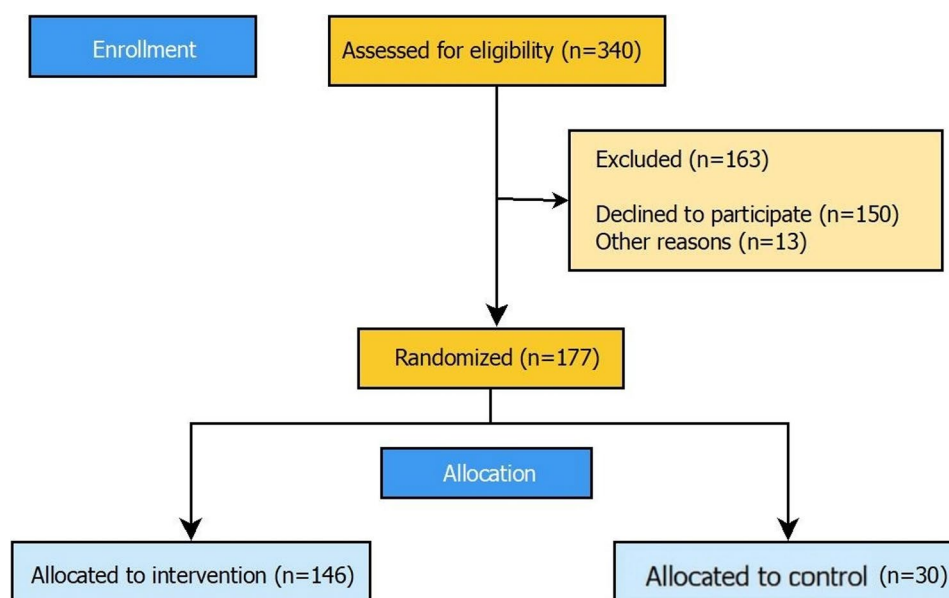 Enrollment
Assessed for eligibility (n=340)
Excluded (n=163)
Declined to participate (n=150)
Other reasons (n=13)
Randomized (n=177)
Allocation
Allocated to intervention (n=146)
Allocated to control (n=30)